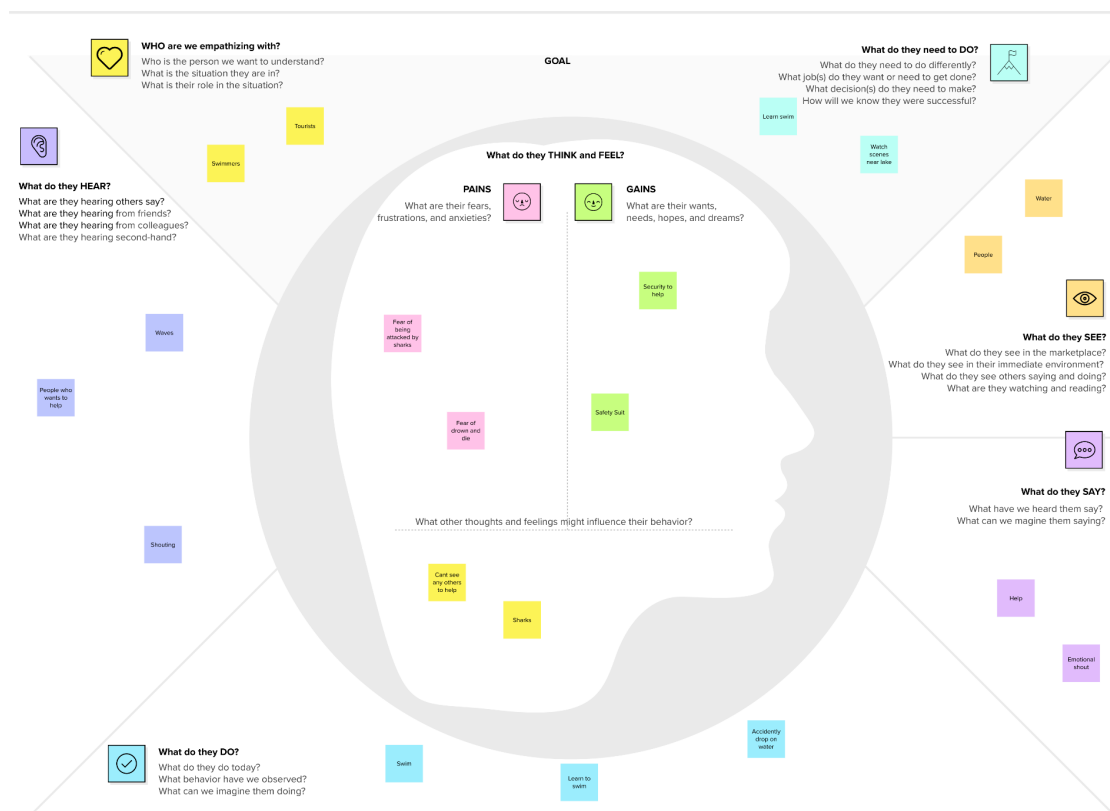 WHO are we empathizing with?
Who is the person we want to understand?
What is the situation they are in?
What is their role in the situation?
Tourists
Swimmers
GOAL
What do they need to DO?
What do they need to do differently?
What job(s) do they want or need to get done?
What decision(s) do they need to make?
How will we know they were successful?
Learn swim
Watch
scenes
near lake
What do they HEAR?
What are they hearing others say?
What are they hearing from friends?
What are they hearing from colleagues?
What are they hearing second-hand?
Waves
People who
wants to
help
Shouting
What do they THINK and FEEL?
PAINS
What are their fears,
frustrations, and anxieties?
Fear of
being
attacked by
sharks
Fear of
drown and
die
GAINS
What are their wants,
needs, hopes, and dreams?
Security to
help
Safety Suit
What other thoughts and feelings might influence their behavior?
Cant see
any others
to help
Sharks
Water
People
What do they SEE?
What do they see in the marketplace?
What do they see in their immediate environment?
What do they see others saying and doing?
What are they watching and reading?
What do they SAY?
What have we heard them say?
What can we magine them saying?
Help
Emotional
shout
What do they DO?
What do they do today?
What behavior have we observed?
What can we imagine them doing?
Swim
Learn to
swim
Accidently
drop on
water